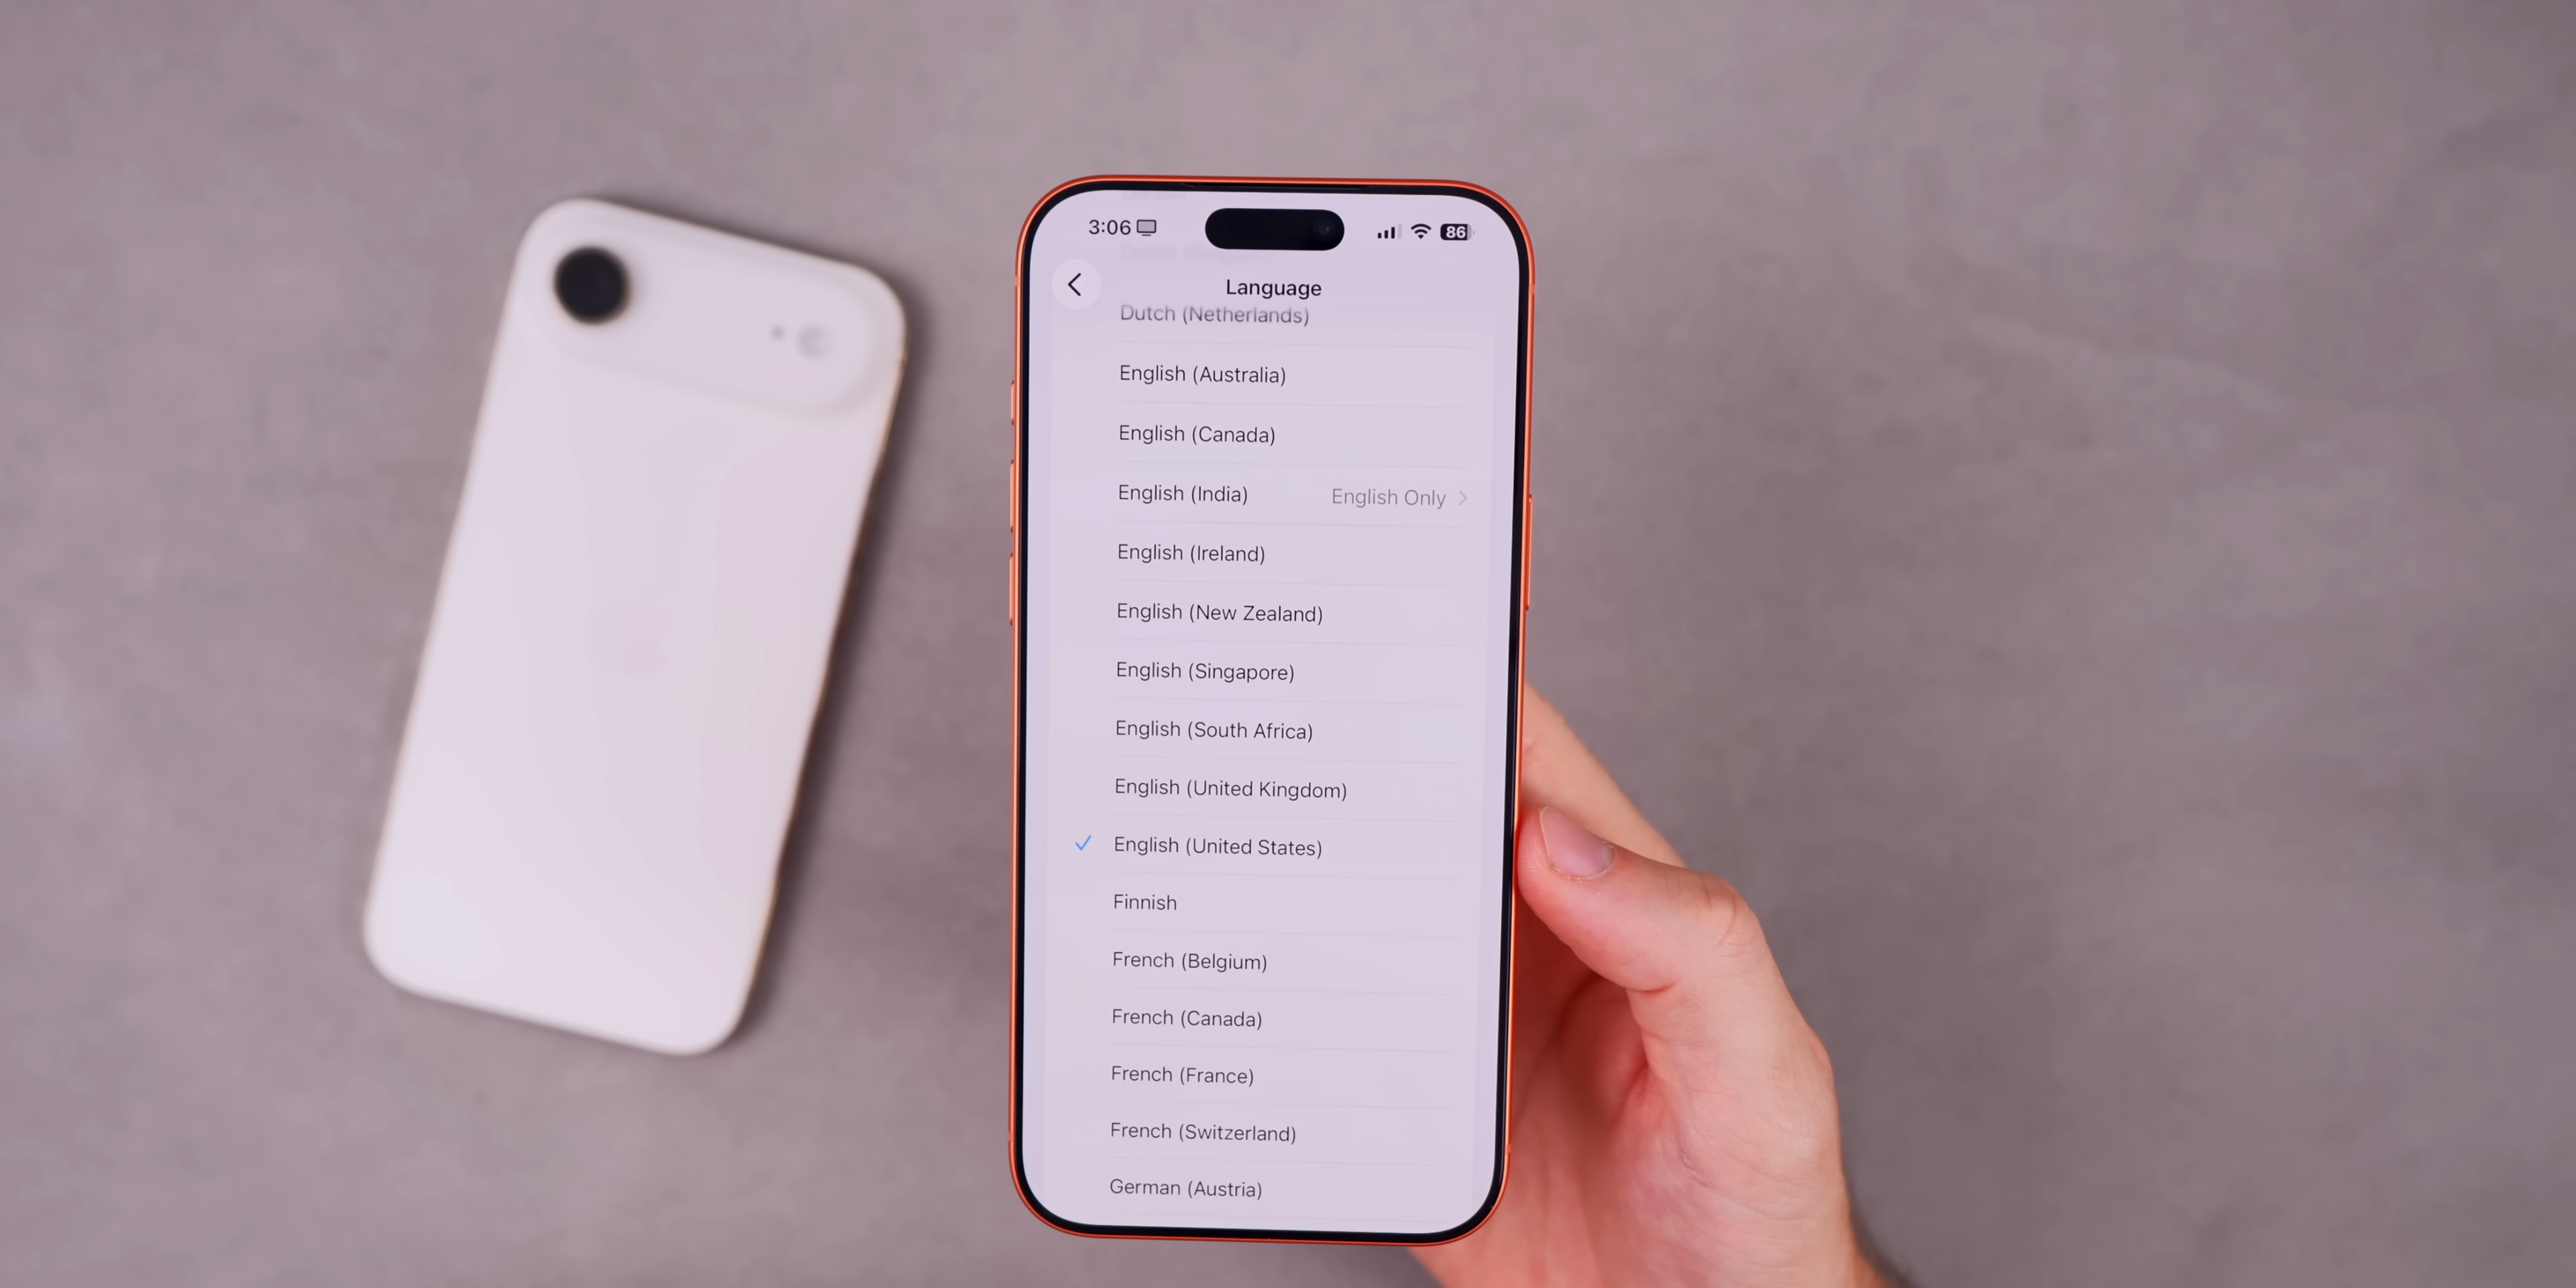 3:06
86
Language
Dutch (Netherlands)
English (Australia)
English (Canada)
English (India) English Only
English (Ireland)
English (New Zealand)
English (Singapore)
English (South Africa)
English (United Kingdom)
English (United States)
Finnish
French (Belgium)
French (Canada)
French (France)
French (Switzerland)
German (Austria)